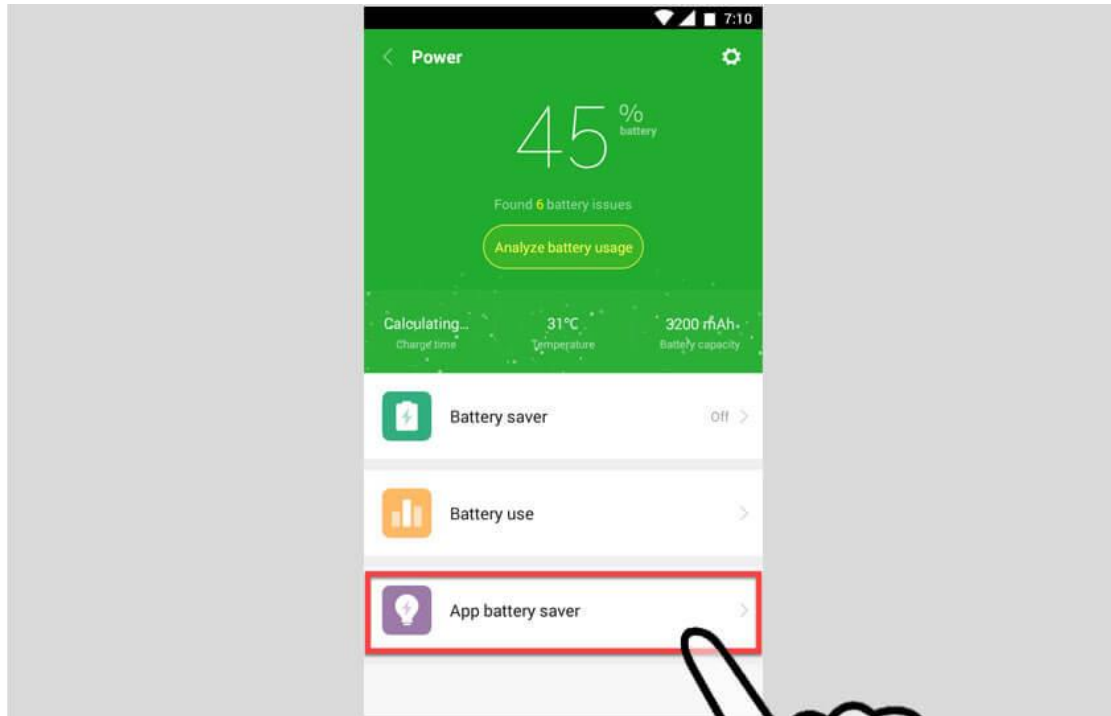 7:10
Power
45 %
battery
Found 6 battery issues
Analyze battery usage
Calculating... 31°C 3200 mAh
Charge time Temperature Battery capacity
Battery saver Off
Battery use
App battery saver